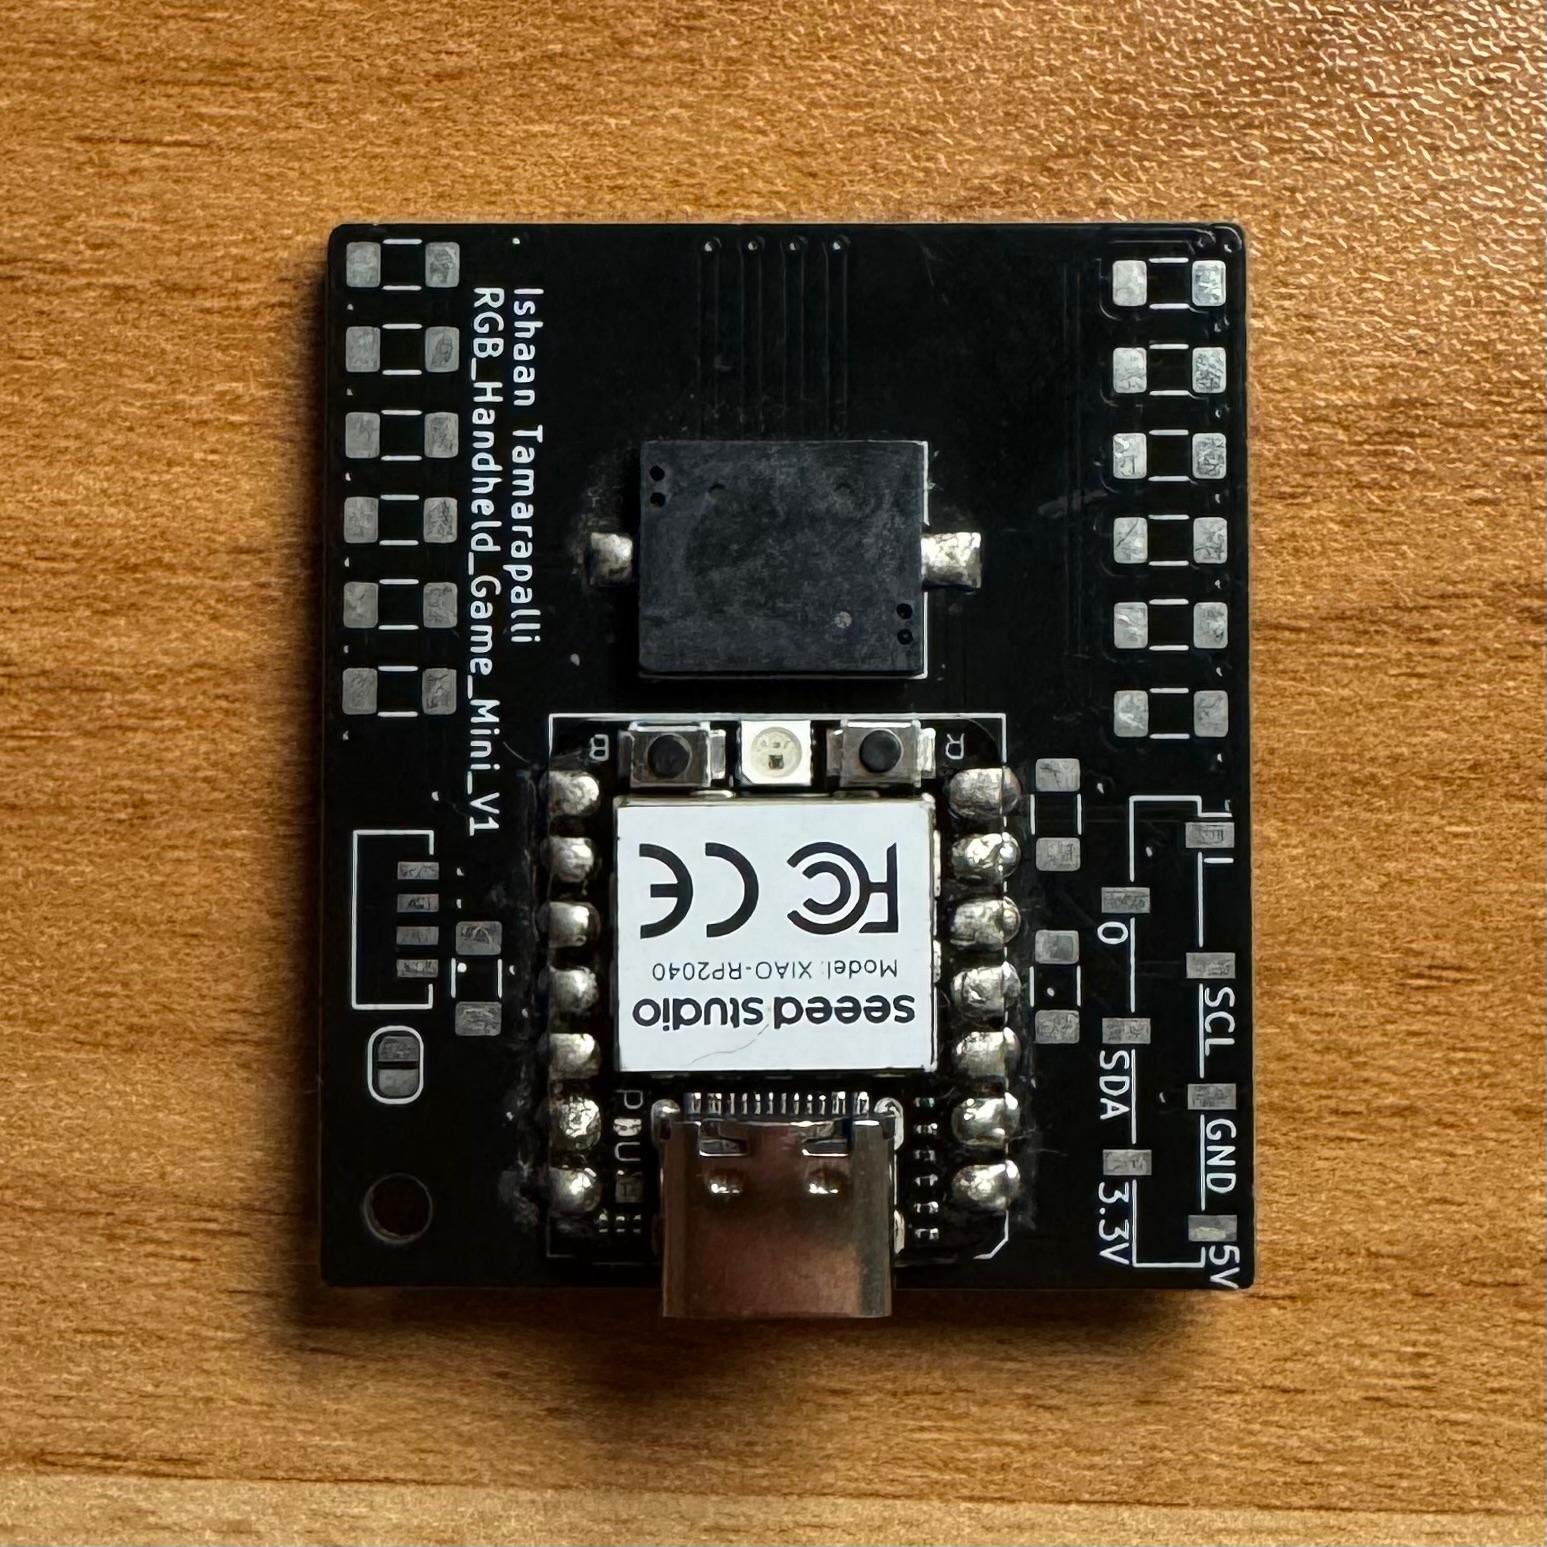 Ishaan Tamarapalli
RGB_Handheld_Game_Mini_V1
B
R
FC CE
Model: XIAO-RP2040
seeed studio
1
0
SCL
SDA
GND
3.3V
5V